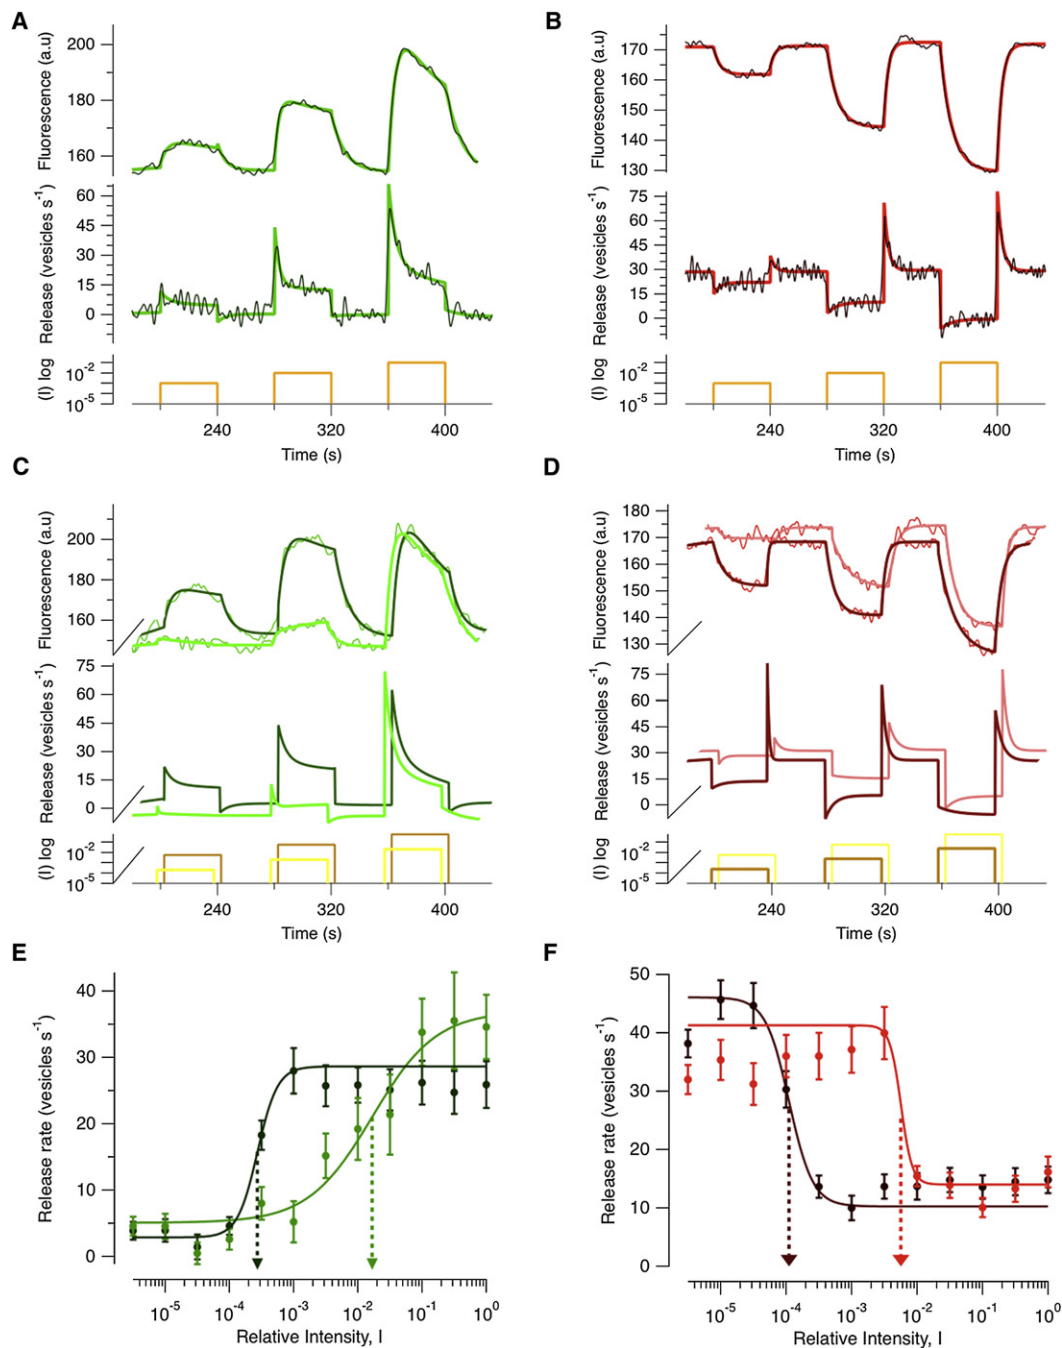 A
Fluorescence (a.u)
200
180
160
Release (vesicles s⁻¹)
60
45
30
15
0
(I) log
10⁻²
10⁻⁵
240 320 400
Time (s)
B
Fluorescence (a.u)
170
160
150
140
130
Release (vesicles s⁻¹)
75
60
45
30
15
0
(I) log
10⁻²
10⁻⁵
240 320 400
Time (s)
C
Fluorescence (a.u)
200
180
160
Release (vesicles s⁻¹)
75
60
45
30
15
0
(I) log
10⁻²
10⁻⁵
240 320 400
Time (s)
D
Fluorescence (a.u)
180
170
160
150
140
130
Release (vesicles s⁻¹)
75
60
45
30
15
0
(I) log
10⁻²
10⁻⁵
240 320 400
Time (s)
E
Release rate (vesicles s⁻¹)
40
30
20
10
0
10⁻⁵ 10⁻⁴ 10⁻³ 10⁻² 10⁻¹ 10⁰
Relative Intensity, I
F
Release rate (vesicles s⁻¹)
50
40
30
20
10
0
10⁻⁵ 10⁻⁴ 10⁻³ 10⁻² 10⁻¹ 10⁰
Relative Intensity, I